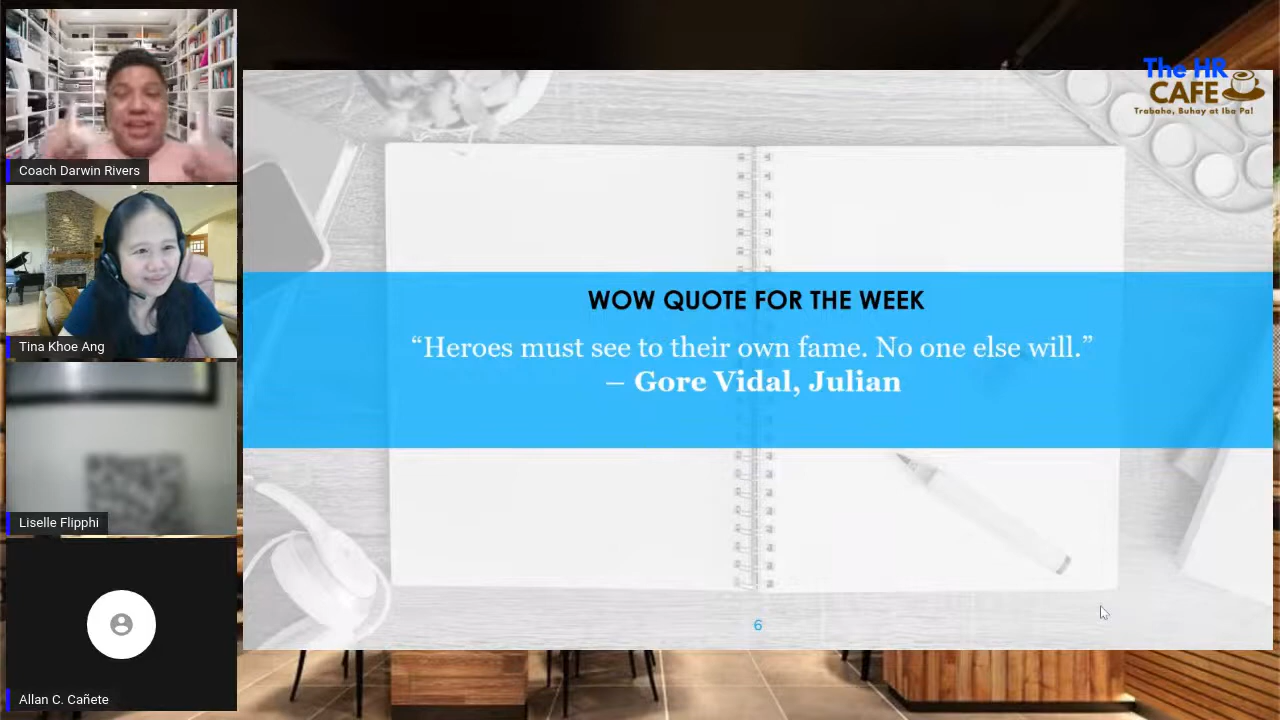 Coach Darwin Rivers
Tina Khoe Ang
Liselle Flipphi
Allan C. Cañete
The HR
CAFE
Trabaho, Buhay at Iba Pa!
WOW QUOTE FOR THE WEEK
“Heroes must see to their own fame. No one else will.”
– Gore Vidal, Julian
6